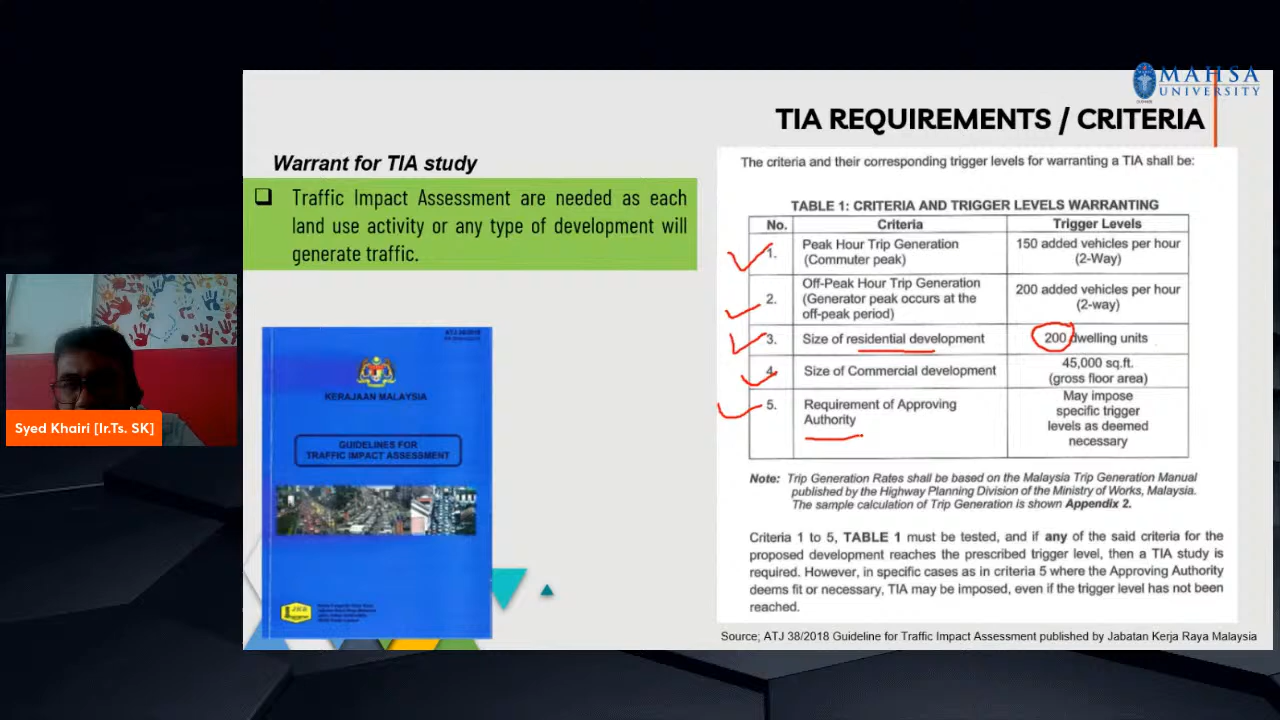 MAHSA
UNIVERSITY
TIA REQUIREMENTS / CRITERIA
Warrant for TIA study
Traffic Impact Assessment are needed as each
land use activity or any type of development will
generate traffic.
ATJ 38/2018
KERAJAAN MALAYSIA
GUIDELINES FOR
TRAFFIC IMPACT ASSESSMENT
JKR
Syed Khairi [Ir.Ts. SK]
The criteria and their corresponding trigger levels for warranting a TIA shall be:
TABLE 1: CRITERIA AND TRIGGER LEVELS WARRANTING
No. Criteria Trigger Levels
1. Peak Hour Trip Generation 150 added vehicles per hour
(Commuter peak) (2-Way)
2. Off-Peak Hour Trip Generation 200 added vehicles per hour
(Generator peak occurs at the (2-way)
off-peak period)
3. Size of residential development 200 dwelling units
4. Size of Commercial development 45,000 sq.ft.
(gross floor area)
5. Requirement of Approving May impose
Authority specific trigger
levels as deemed
necessary
Note: Trip Generation Rates shall be based on the Malaysia Trip Generation Manual
published by the Highway Planning Division of the Ministry of Works, Malaysia.
The sample calculation of Trip Generation is shown Appendix 2.
Criteria 1 to 5, TABLE 1 must be tested, and if any of the said criteria for the
proposed development reaches the prescribed trigger level, then a TIA study is
required. However, in specific cases as in criteria 5 where the Approving Authority
deems fit or necessary, TIA may be imposed, even if the trigger level has not been
reached.
Source; ATJ 38/2018 Guideline for Traffic Impact Assessment published by Jabatan Kerja Raya Malaysia